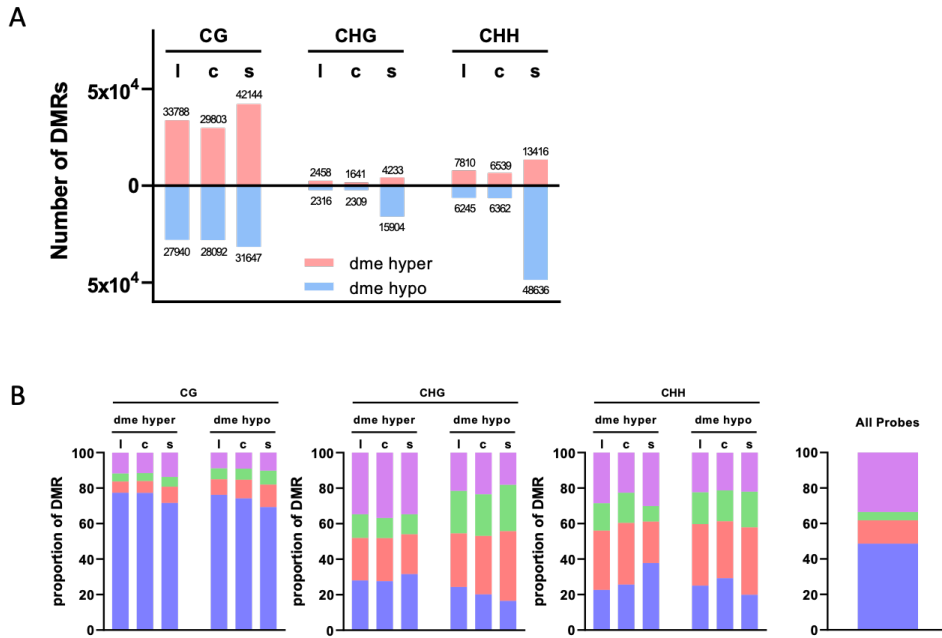 A
CG CHG CHH
l c s l c s l c s
Number of DMRs
5x10⁴
0
5x10⁴
33788 29803 42144
27940 28092 31647
2458 1641 4233
2316 2309 15904
7810 6539 13416
6245 6362 48636
dme hyper
dme hypo
B
CG
dme hyper dme hypo
l c s l c s
proportion of DMR
100
80
60
40
20
0
CHG
dme hyper dme hypo
l c s l c s
proportion of DMR
100
80
60
40
20
0
CHH
dme hyper dme hypo
l c s l c s
proportion of DMR
100
80
60
40
20
0
All Probes
100
80
60
40
20
0